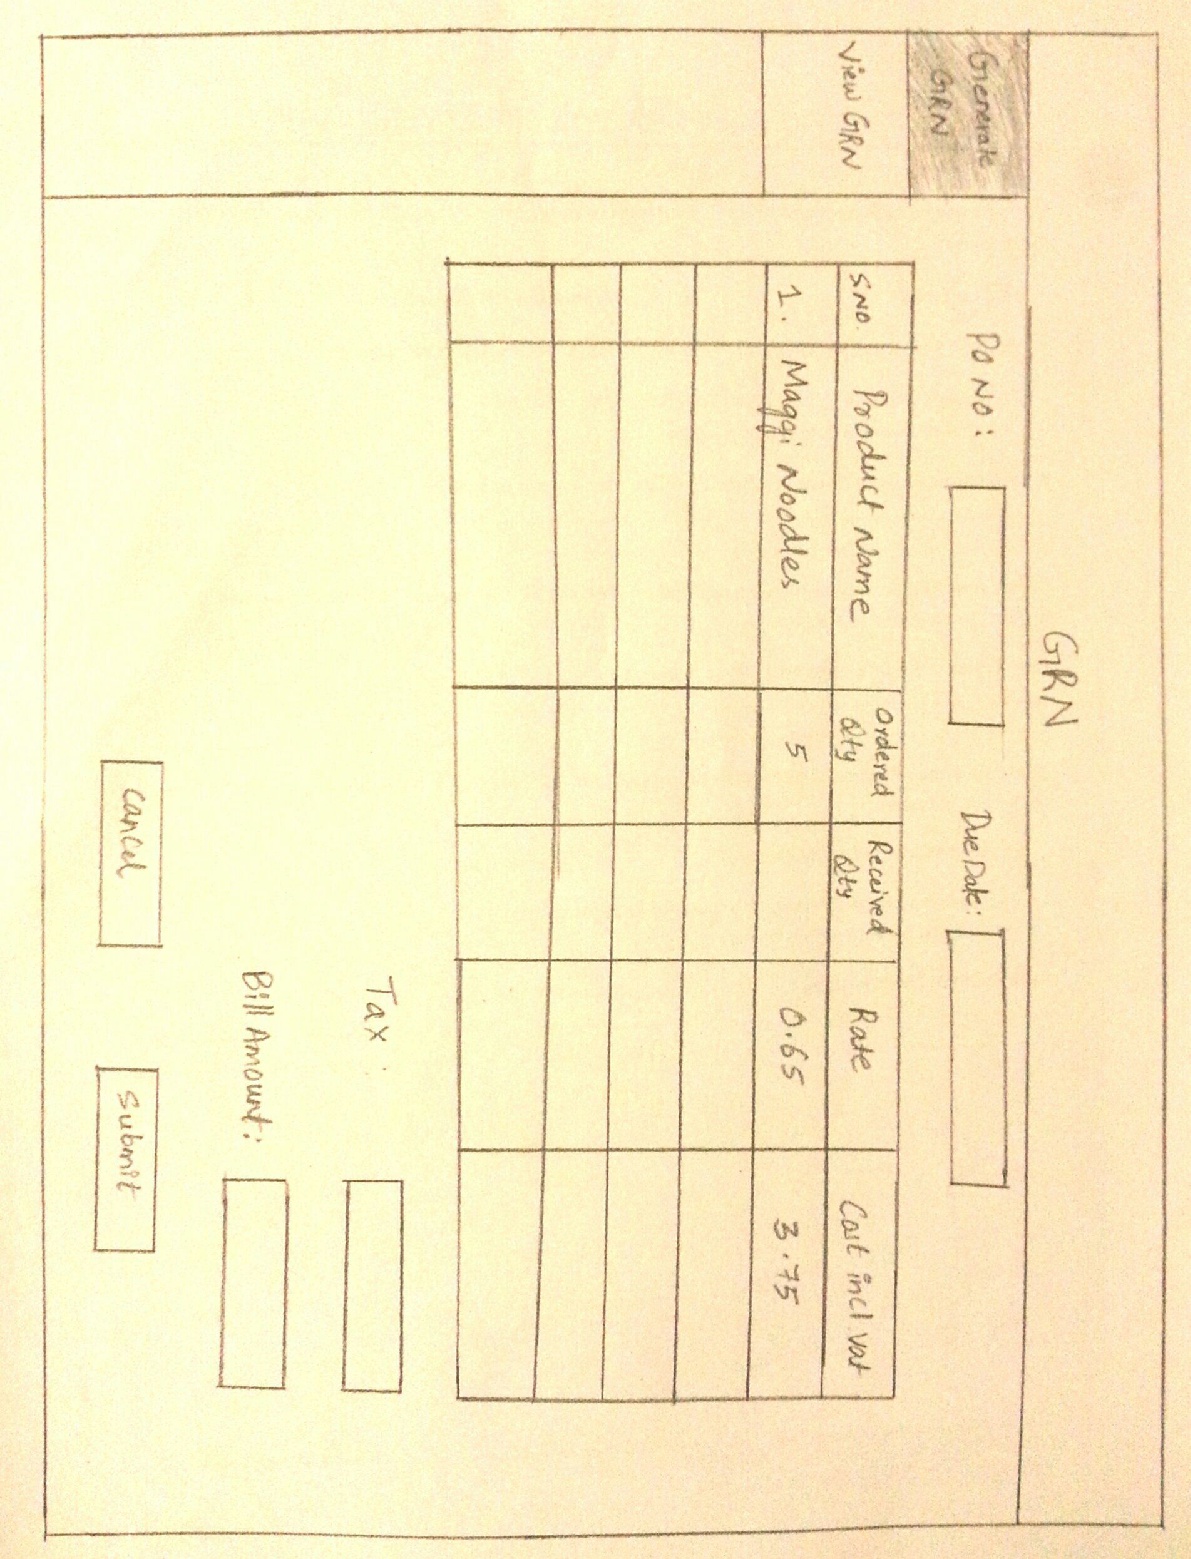 GRN
Generate
GRN
View GRN
PO NO:
Due Date:
SNO. Product Name Ordered Qty Received Qty Rate Cost incl vat
1. Maggi Noodles 5 0.65 3.75
Tax :
Bill Amount:
Cancel Submit